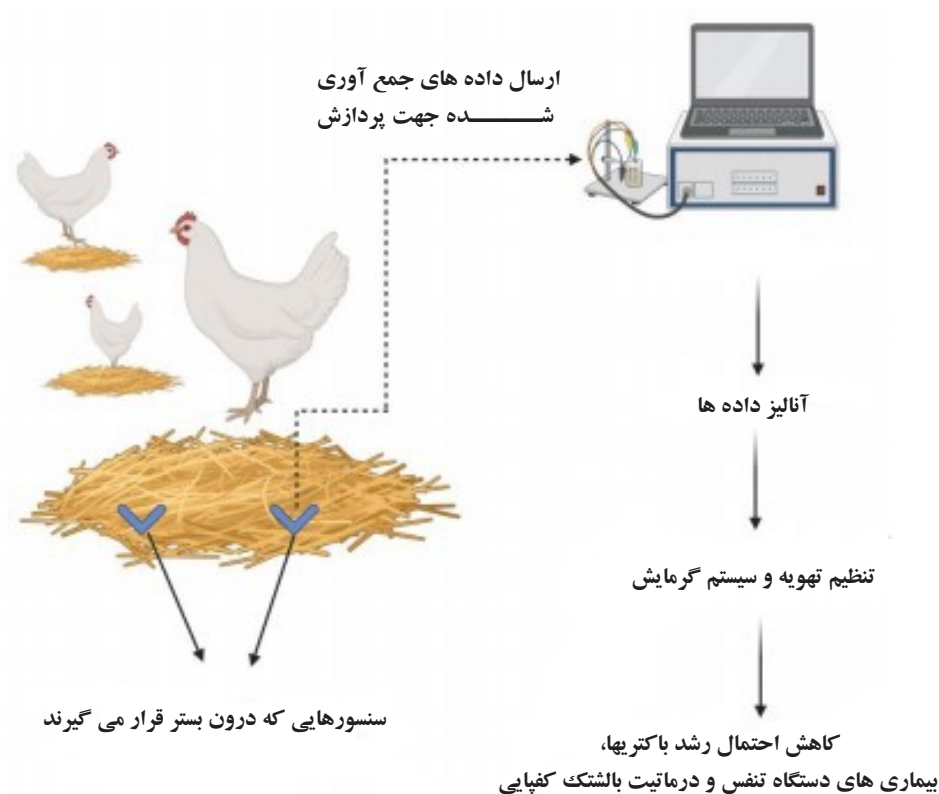 ارسال داده های جمع آوری
شـــــــــده جهت پردازش
آنالیز داده ها
تنظیم تهویه و سیستم گرمایش
سنسورهایی که درون بستر قرار می گیرند
کاهش احتمال رشد باکتریها،
بیماری های دستگاه تنفس و درماتیت بالشتک کفپایی